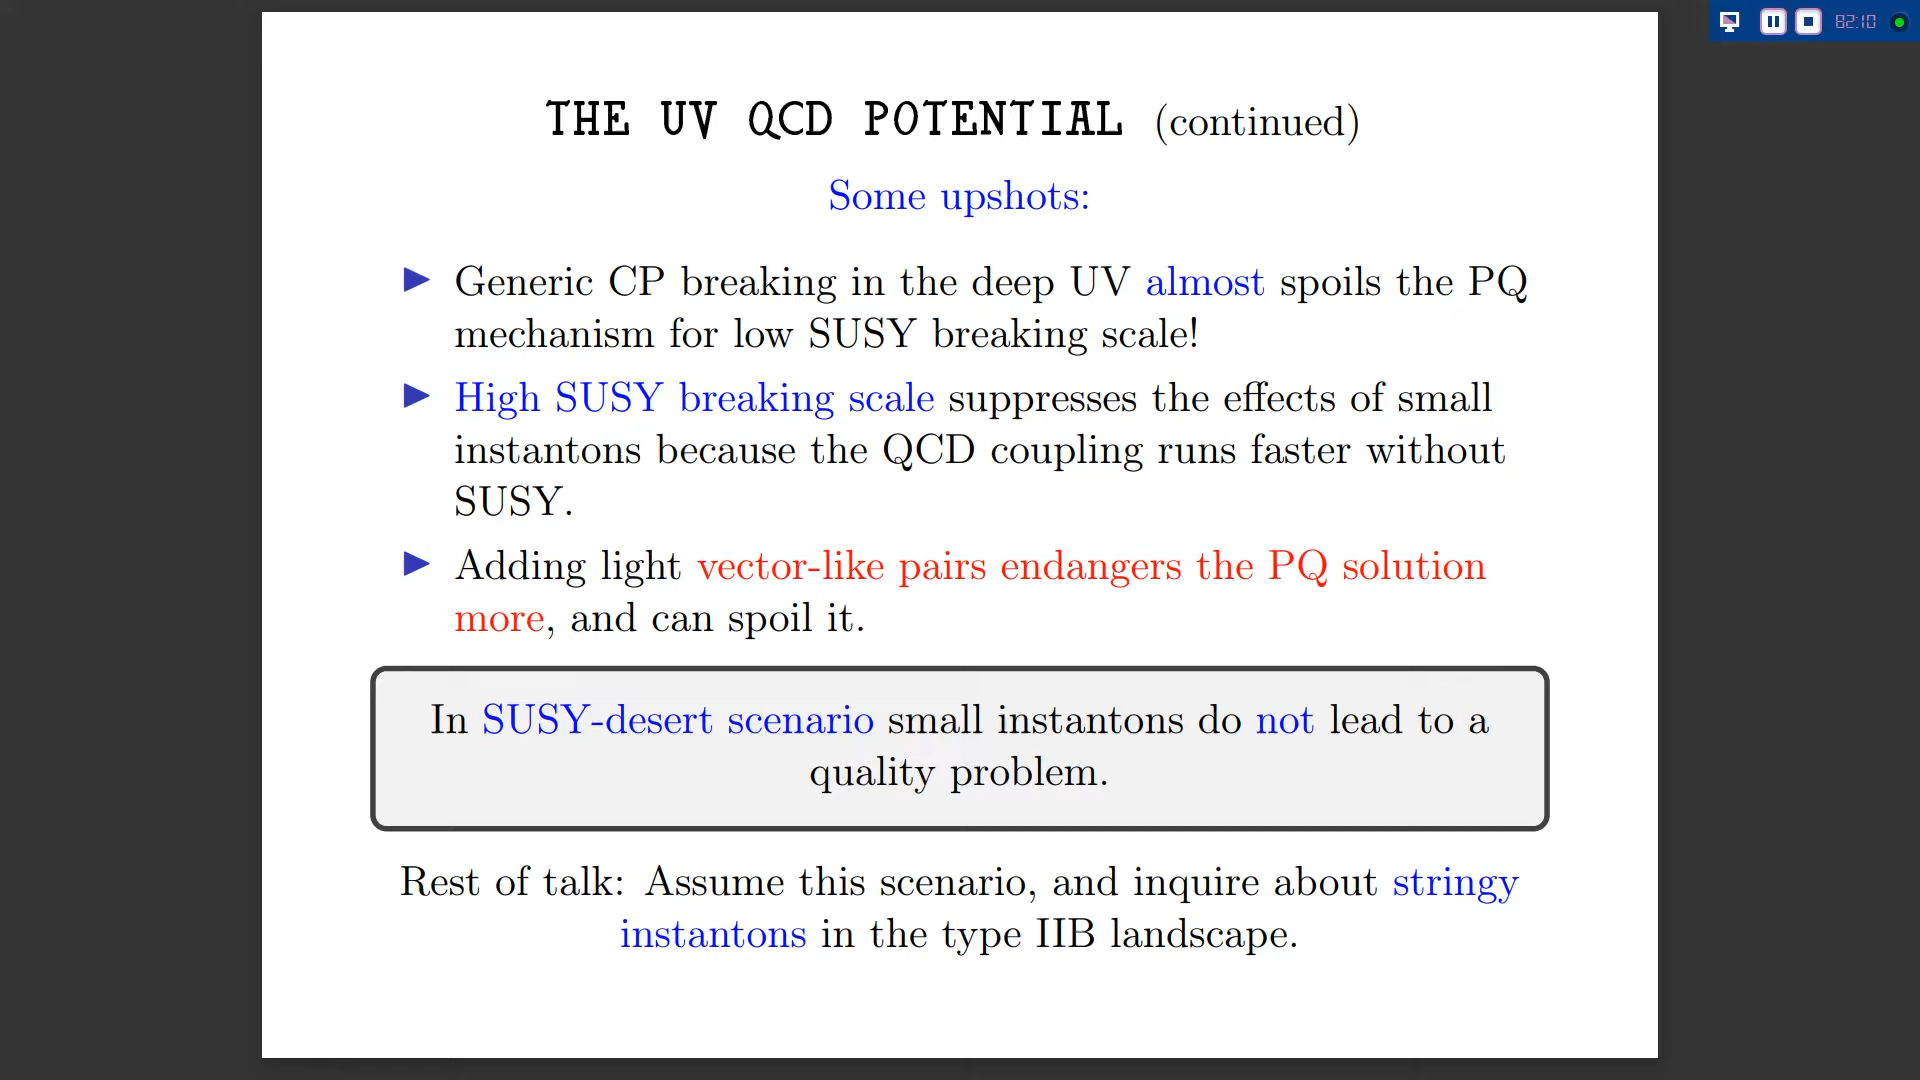 82:10
THE UV QCD POTENTIAL (continued)
Some upshots:
▶ Generic CP breaking in the deep UV almost spoils the PQ
mechanism for low SUSY breaking scale!
▶ High SUSY breaking scale suppresses the effects of small
instantons because the QCD coupling runs faster without
SUSY.
▶ Adding light vector-like pairs endangers the PQ solution
more, and can spoil it.
In SUSY-desert scenario small instantons do not lead to a
quality problem.
Rest of talk: Assume this scenario, and inquire about stringy
instantons in the type IIB landscape.